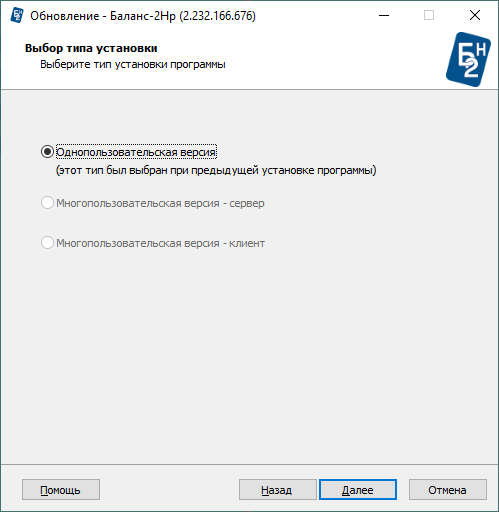 Обновление - Баланс-2Нр (2.232.166.676)
Выбор типа установки
Выберите тип установки программы
Б2Н
Однопользовательская версия
(этот тип был выбран при предыдущей установке программы)
Многопользовательская версия - сервер
Многопользовательская версия - клиент
Помощь
Назад
Далее
Отмена